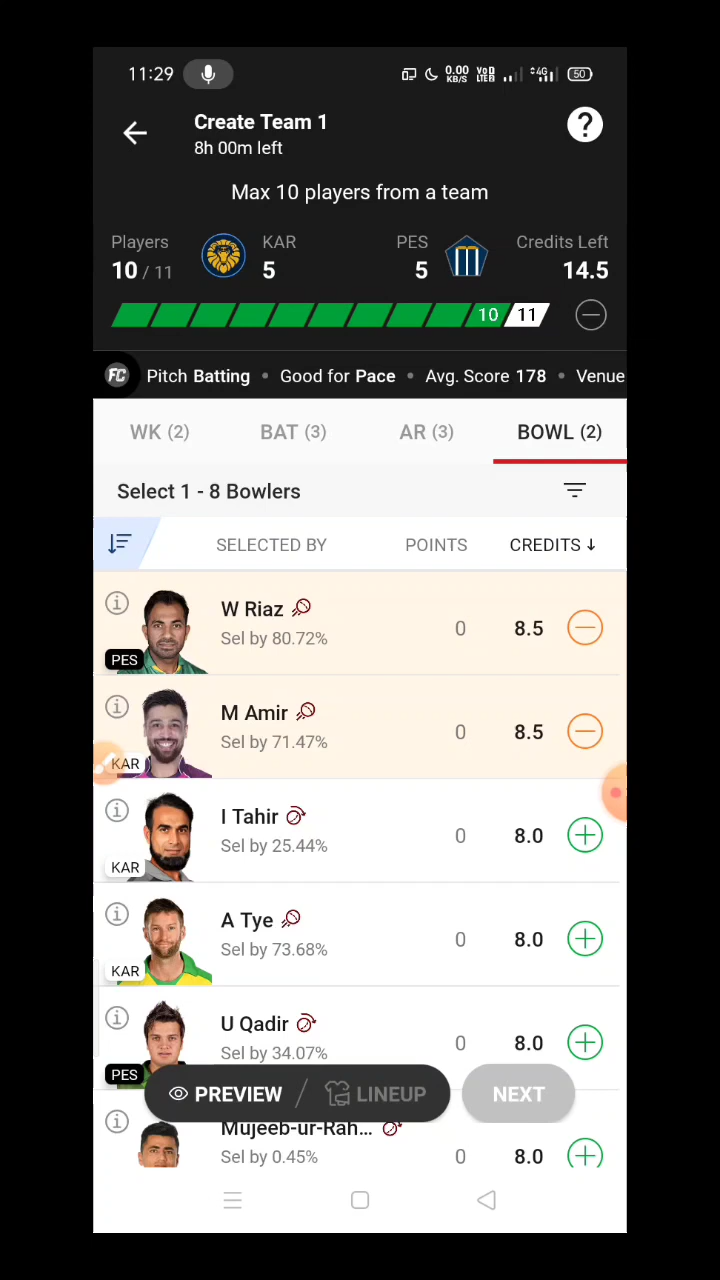 11:29
0.00 KB/S
VoD LTE2
4G
50
Create Team 1
?
8h 00m left
Max 10 players from a team
Players
KAR
PES
Credits Left
10 / 11
5
5
14.5
10
11
FC
Pitch Batting • Good for Pace • Avg. Score 178 • Venue
WK (2)
BAT (3)
AR (3)
BOWL (2)
Select 1 - 8 Bowlers
SELECTED BY
POINTS
CREDITS ↓
W Riaz
Sel by 80.72%
0
8.5
PES
M Amir
Sel by 71.47%
0
8.5
KAR
I Tahir
Sel by 25.44%
0
8.0
KAR
A Tye
Sel by 73.68%
0
8.0
KAR
U Qadir
Sel by 34.07%
0
8.0
PES
PREVIEW / LINEUP
NEXT
Mujeeb-ur-Rah...
Sel by 0.45%
0
8.0